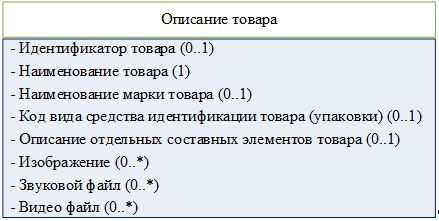 Описание товара
- Идентификатор товара (0..1)
- Наименование товара (1)
- Наименование марки товара (0..1)
- Код вида средства идентификации товара (упаковки) (0..1)
- Описание отдельных составных элементов товара (0..1)
- Изображение (0..*)
- Звуковой файл (0..*)
- Видео файл (0..*)